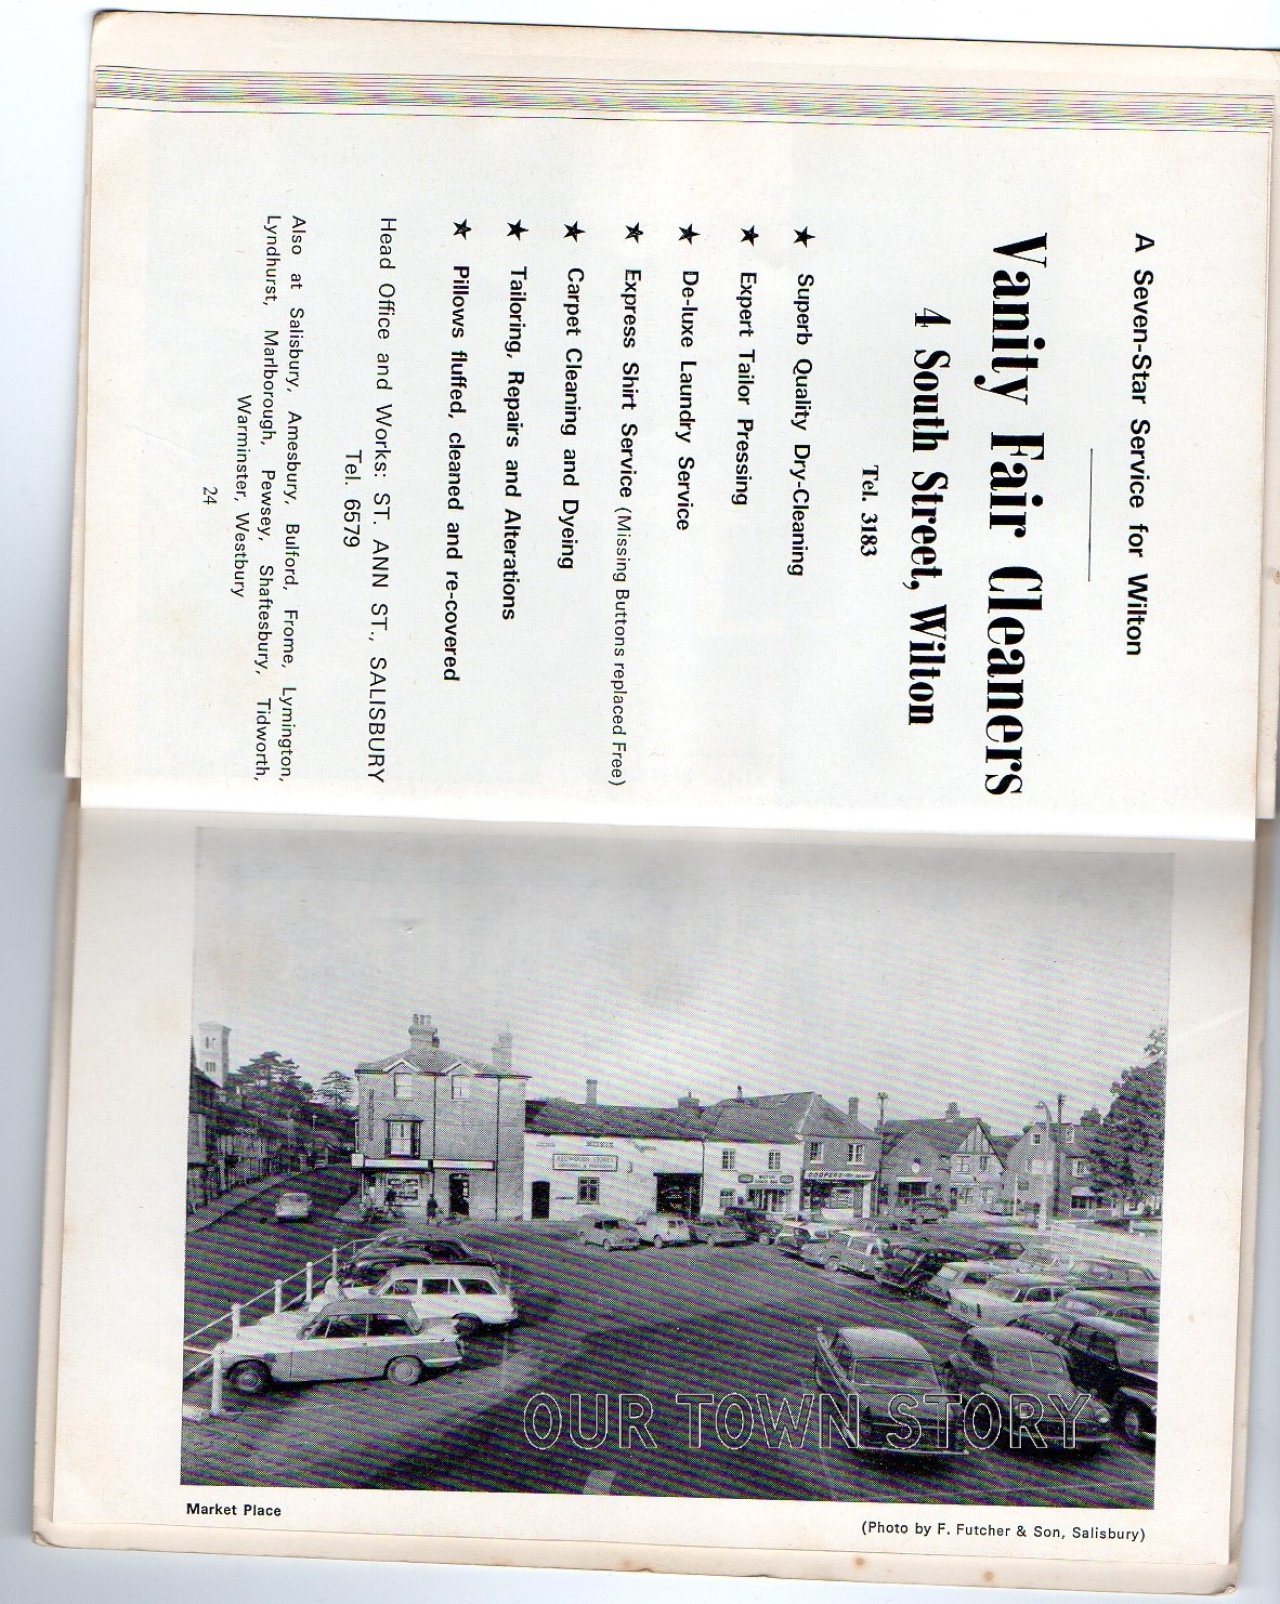 A Seven-Star Service for Wilton
Vanity Fair Cleaners
4 South Street, Wilton
Tel. 3183
★ Superb Quality Dry-Cleaning
★ Expert Tailor Pressing
★ De-luxe Laundry Service
★ Express Shirt Service (Missing Buttons replaced Free)
★ Carpet Cleaning and Dyeing
★ Tailoring, Repairs and Alterations
★ Pillows fluffed, cleaned and re-covered
Head Office and Works: ST. ANN ST., SALISBURY
Tel. 6579
Also at Salisbury, Amesbury, Bulford, Frome, Lymington,
Lyndhurst, Marlborough, Pewsey, Shaftesbury, Tidworth,
Warminster, Westbury
24
OUR TOWN STORY
Market Place
(Photo by F. Futcher & Son, Salisbury)